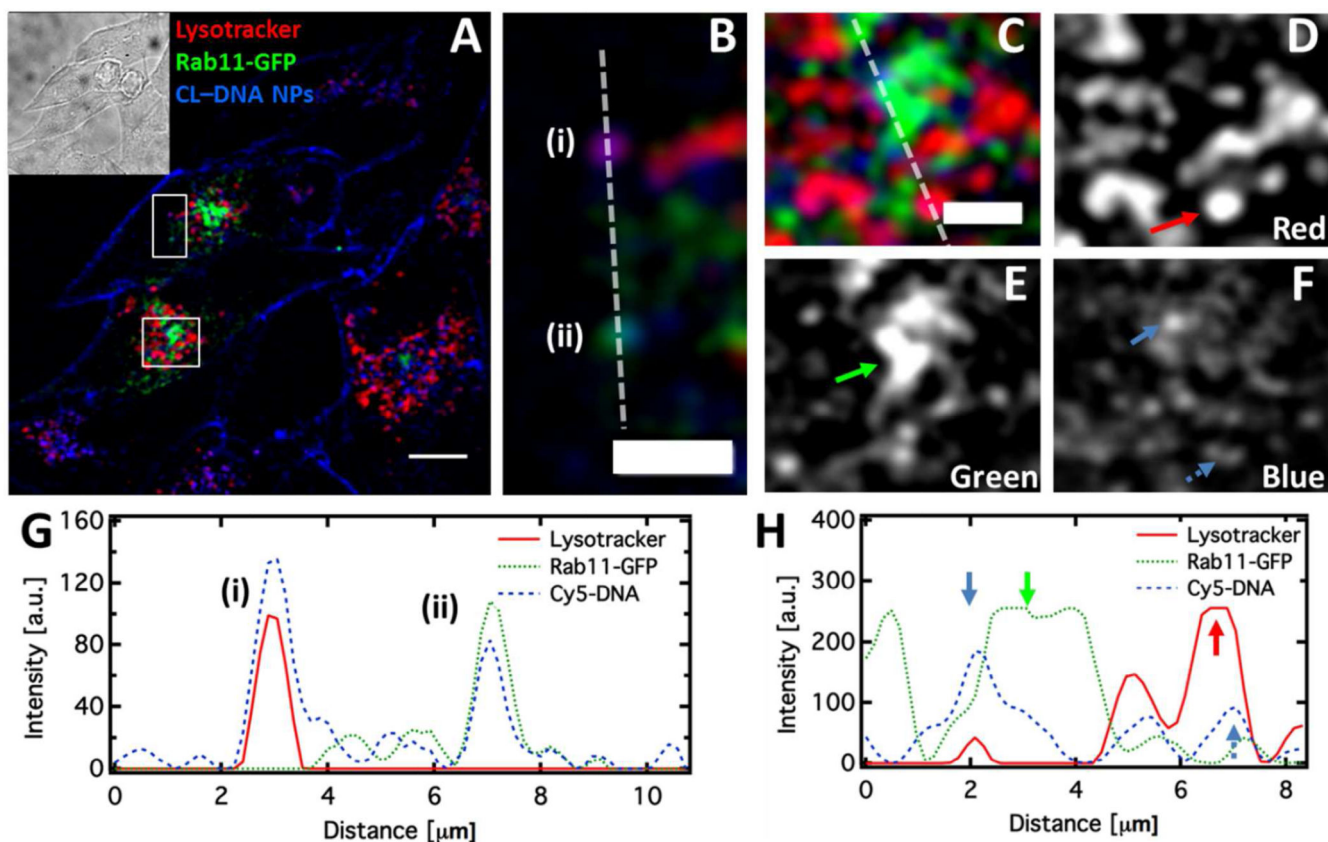 Lysotracker
Rab11-GFP
CL–DNA NPs
A
B
(i)
(ii)
C
D
Red
E
Green
F
Blue
G
160
120
80
40
0
Intensity [a.u.]
(i)
(ii)
Lysotracker
Rab11-GFP
Cy5-DNA
0 2 4 6 8 10
Distance [μm]
H
400
300
200
100
0
Intensity [a.u.]
Lysotracker
Rab11-GFP
Cy5-DNA
0 2 4 6 8
Distance [μm]